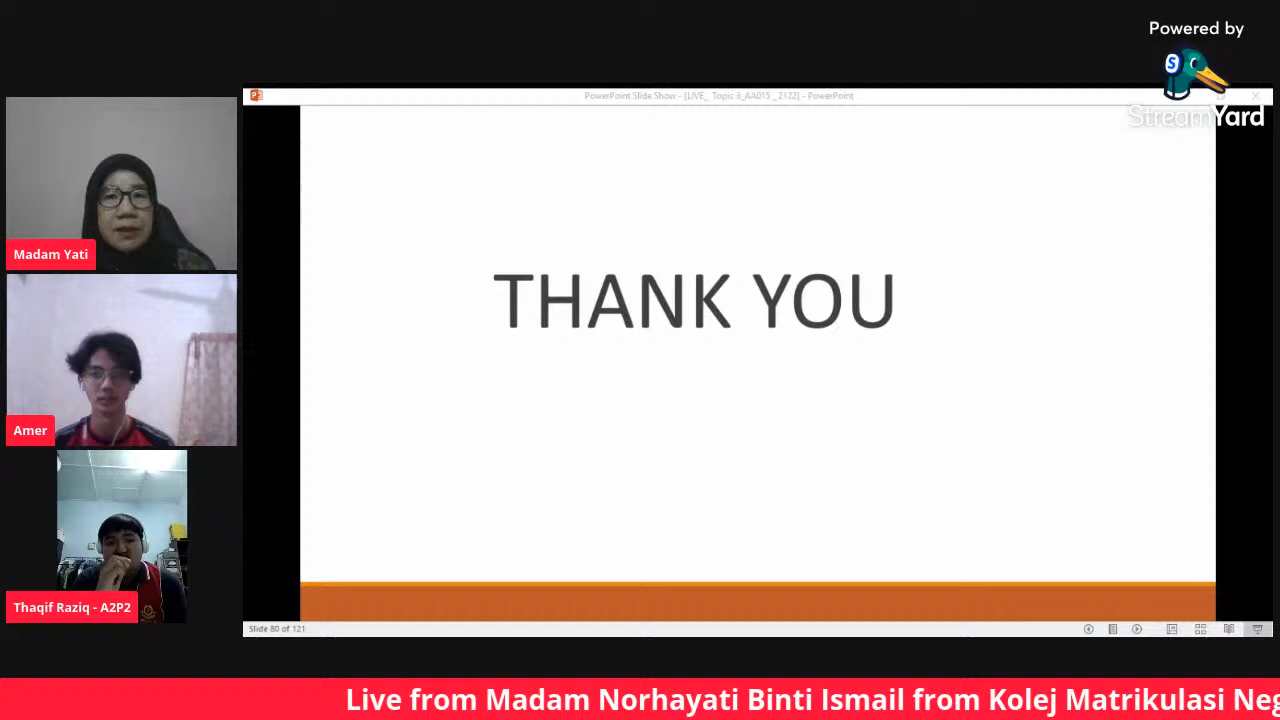 Powered by
StreamYard
PowerPoint Slide Show - [LIVE_ Topic 3_AA015 _ 2122] - PowerPoint
Madam Yati
THANK YOU
Amer
Thaqif Raziq - A2P2
Slide 80 of 121
Live from Madam Norhayati Binti Ismail from Kolej Matrikulasi Neg